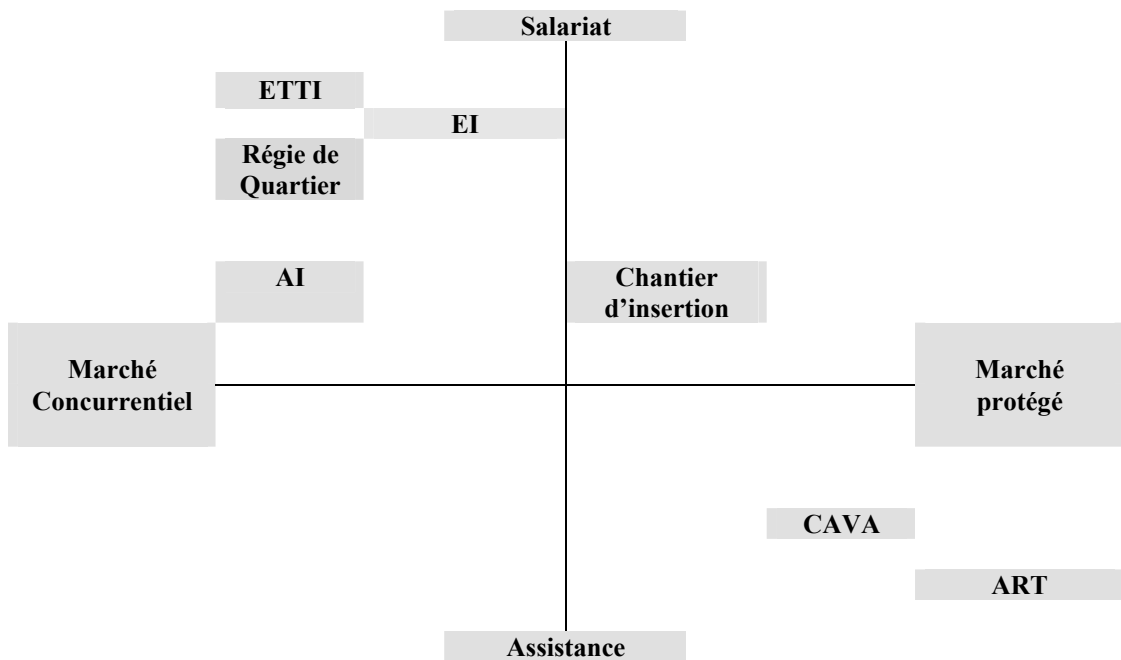 Salariat
ETTI
EI
Régie de
Quartier
AI
Chantier
d'insertion
Marché
Concurrentiel
Marché
protégé
CAVA
ART
Assistance